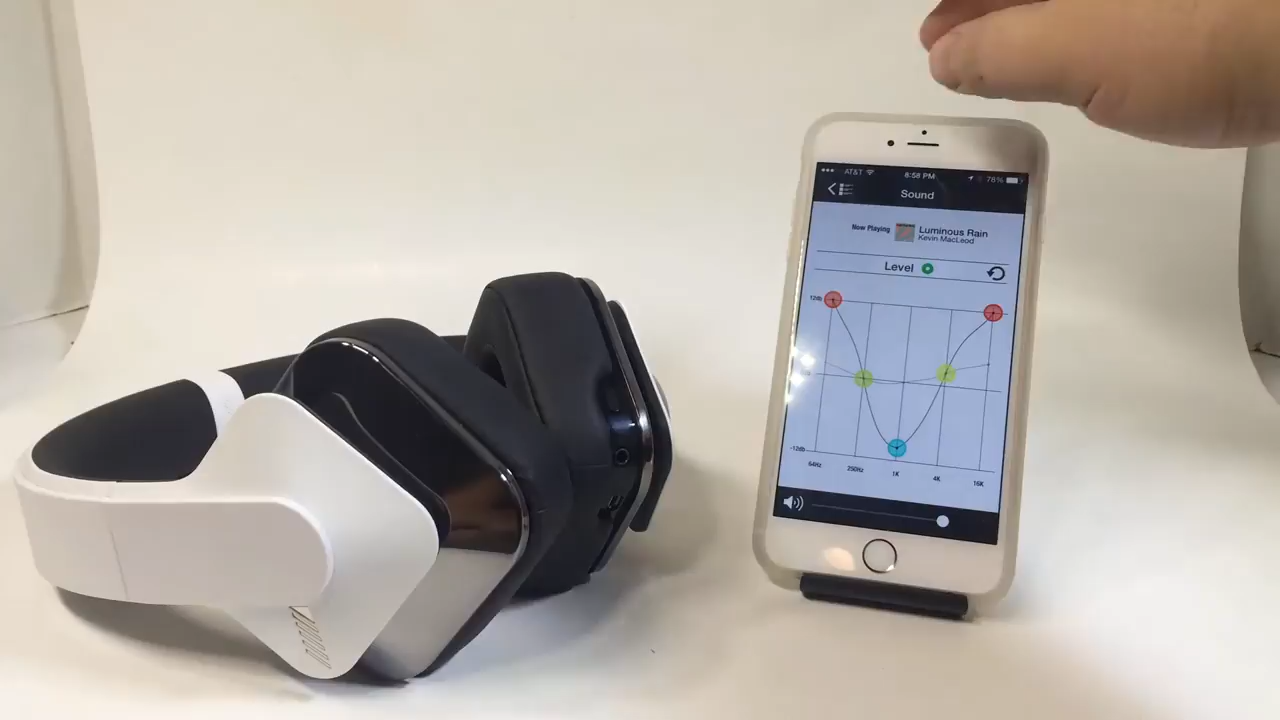 AT&T 8:58 PM 76%
Sound
Now Playing Luminous Rain
Kevin MacLeod
Level
12db
-12db
64Hz 250Hz 1K 4K 16K